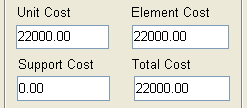 Unit Cost Element Cost
22000.00 22000.00
Support Cost Total Cost
0.00 22000.00